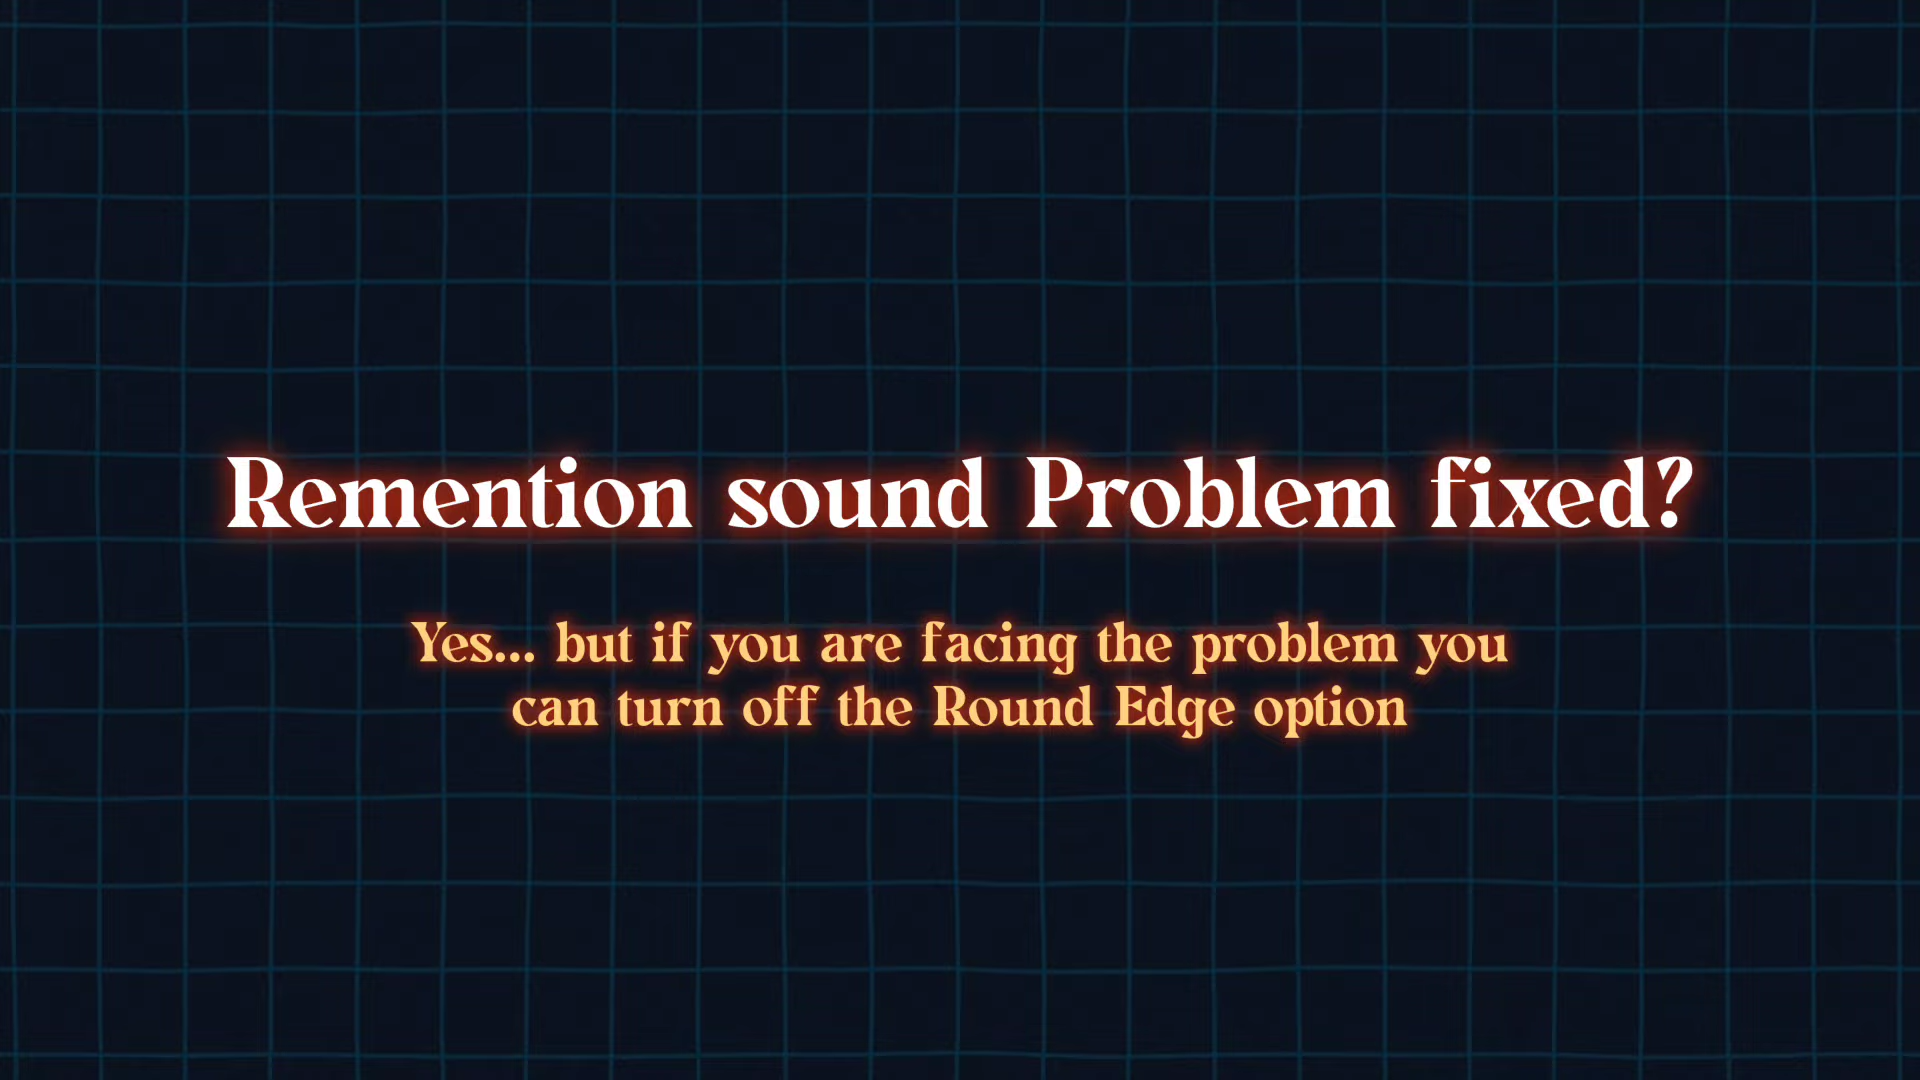 Remention sound Problem fixed?
Yes... but if you are facing the problem you
can turn off the Round Edge option